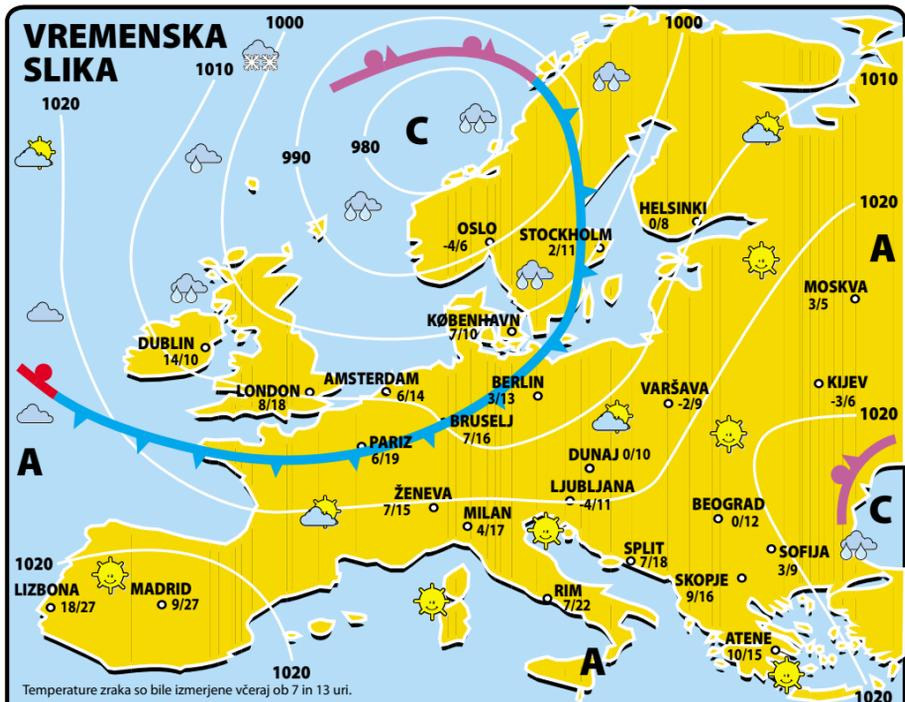 VREMENSKA
SLIKA
1000
1000
1010
1010
1020
C
990
980
1020
A
HELSINKI
0/8
OSLO
-4/6
STOCKHOLM
2/11
MOSKVA
3/5
KØBENHAVN
7/10
DUBLIN
14/10
LONDON
8/18
AMSTERDAM
6/14
BERLIN
3/13
VARŠAVA
-2/9
KIJEV
-3/6
1020
BRUSELJ
7/16
A
PARIZ
6/19
DUNAJ 0/10
ŽENEVA
7/15
LJUBLJANA
-4/11
MILAN
4/17
BEOGRAD
0/12
C
SPLIT
7/18
SOFIJA
3/9
1020
LIZBONA
18/27
MADRID
9/27
RIM
7/22
SKOPJE
9/16
ATENE
10/15
A
1020
1020
Temperature zraka so bile izmerjene včeraj ob 7 in 13 uri.